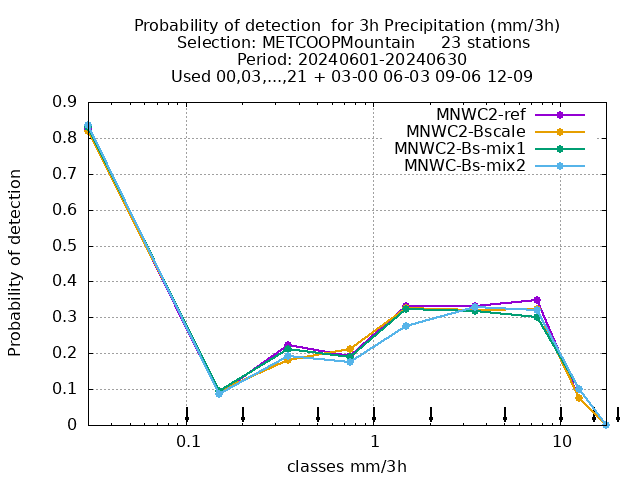 Probability of detection  for 3h Precipitation (mm/3h)
Selection: METCOOPMountain     23 stations
Period: 20240601-20240630
Used 00,03,...,21 + 03-00 06-03 09-06 12-09
MNWC2-ref
MNWC2-Bscale
MNWC2-Bs-mix1
MNWC-Bs-mix2
Probability of detection
0.9
0.8
0.7
0.6
0.5
0.4
0.3
0.2
0.1
0
0.1 1 10
classes mm/3h